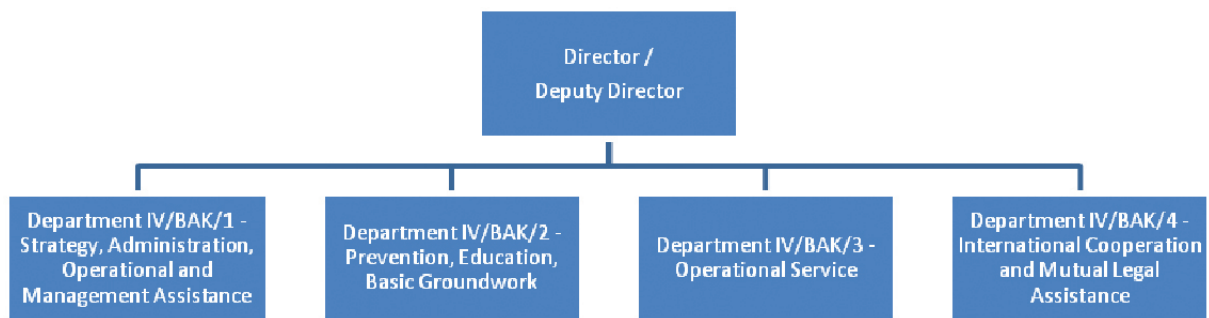 Director /
Deputy Director
Department IV/BAK/1 -
Strategy, Administration,
Operational and
Management Assistance
Department IV/BAK/2 -
Prevention, Education,
Basic Groundwork
Department IV/BAK/3 -
Operational Service
Department IV/BAK/4 -
International Cooperation
and Mutual Legal
Assistance